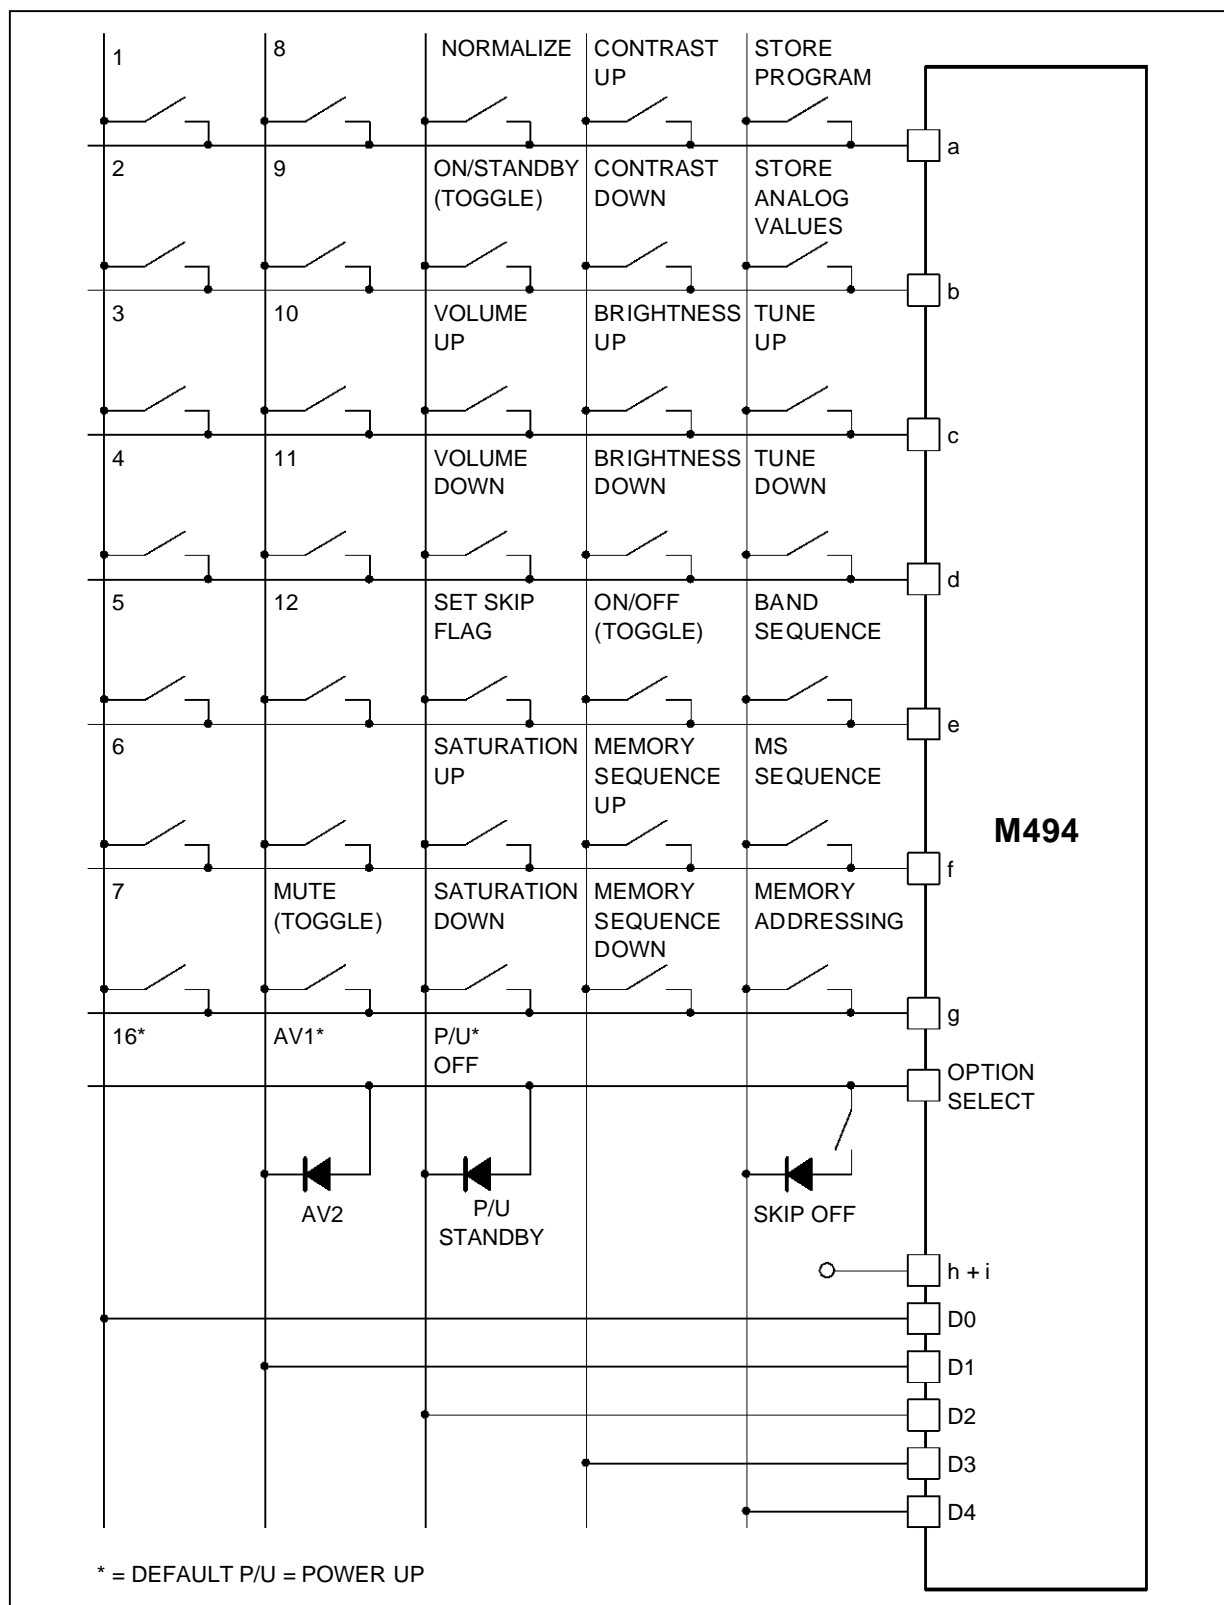 1
8
NORMALIZE
CONTRAST
UP
STORE
PROGRAM
a
2
9
ON/STANDBY
(TOGGLE)
CONTRAST
DOWN
STORE
ANALOG
VALUES
b
3
10
VOLUME
UP
BRIGHTNESS
UP
TUNE
UP
c
4
11
VOLUME
DOWN
BRIGHTNESS
DOWN
TUNE
DOWN
d
5
12
SET SKIP
FLAG
ON/OFF
(TOGGLE)
BAND
SEQUENCE
e
6
SATURATION
UP
MEMORY
SEQUENCE
UP
MS
SEQUENCE
M494
f
7
MUTE
(TOGGLE)
SATURATION
DOWN
MEMORY
SEQUENCE
DOWN
MEMORY
ADDRESSING
g
16*
AV1*
P/U*
OFF
OPTION
SELECT
AV2
P/U
STANDBY
SKIP OFF
h + i
D0
D1
D2
D3
D4
* = DEFAULT P/U = POWER UP